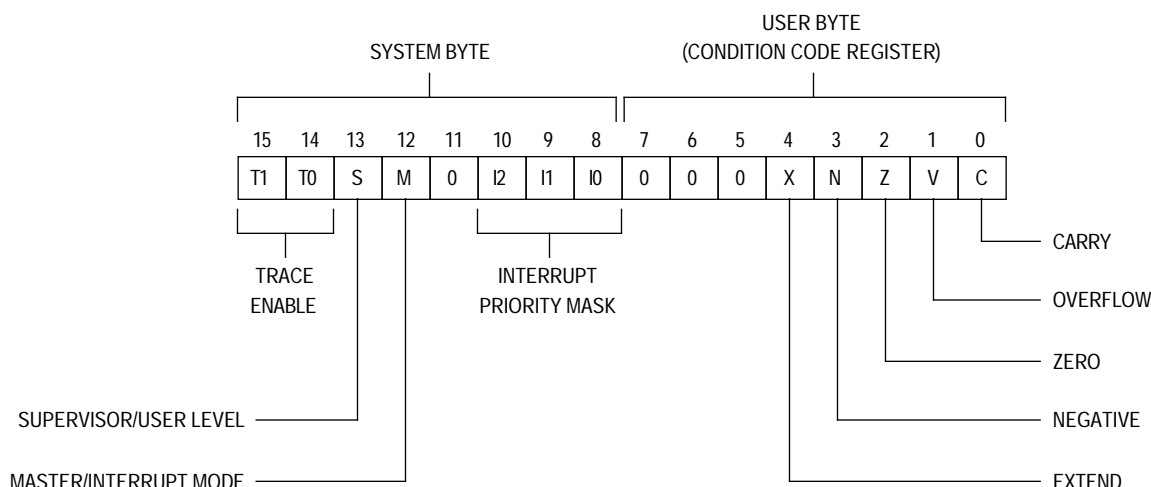 USER BYTE
SYSTEM BYTE
(CONDITION CODE REGISTER)
15 14 13 12 11 10 9 8 7 6 5 4 3 2 1 0
T1 T0 S M 0 I2 I1 I0 0 0 0 X N Z V C
TRACE
ENABLE
INTERRUPT
PRIORITY MASK
CARRY
OVERFLOW
ZERO
SUPERVISOR/USER LEVEL
NEGATIVE
MASTER/INTERRUPT MODE
EXTEND